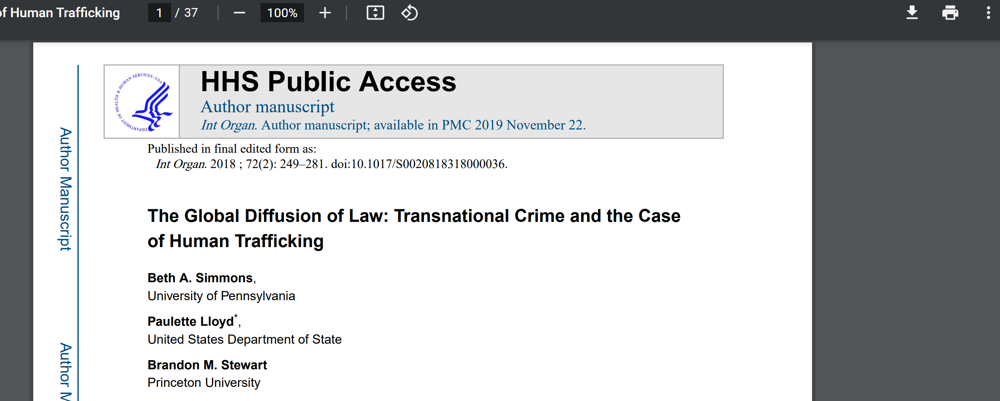 of Human Trafficking
1 / 37
100%
DEPARTMENT OF HEALTH & HUMAN SERVICES · USA
HHS Public Access
Author manuscript
Int Organ. Author manuscript; available in PMC 2019 November 22.
Published in final edited form as:
Int Organ. 2018 ; 72(2): 249–281. doi:10.1017/S0020818318000036.
The Global Diffusion of Law: Transnational Crime and the Case
of Human Trafficking
Beth A. Simmons,
University of Pennsylvania
Paulette Lloyd*,
United States Department of State
Brandon M. Stewart
Princeton University
Author Manuscript
Author M